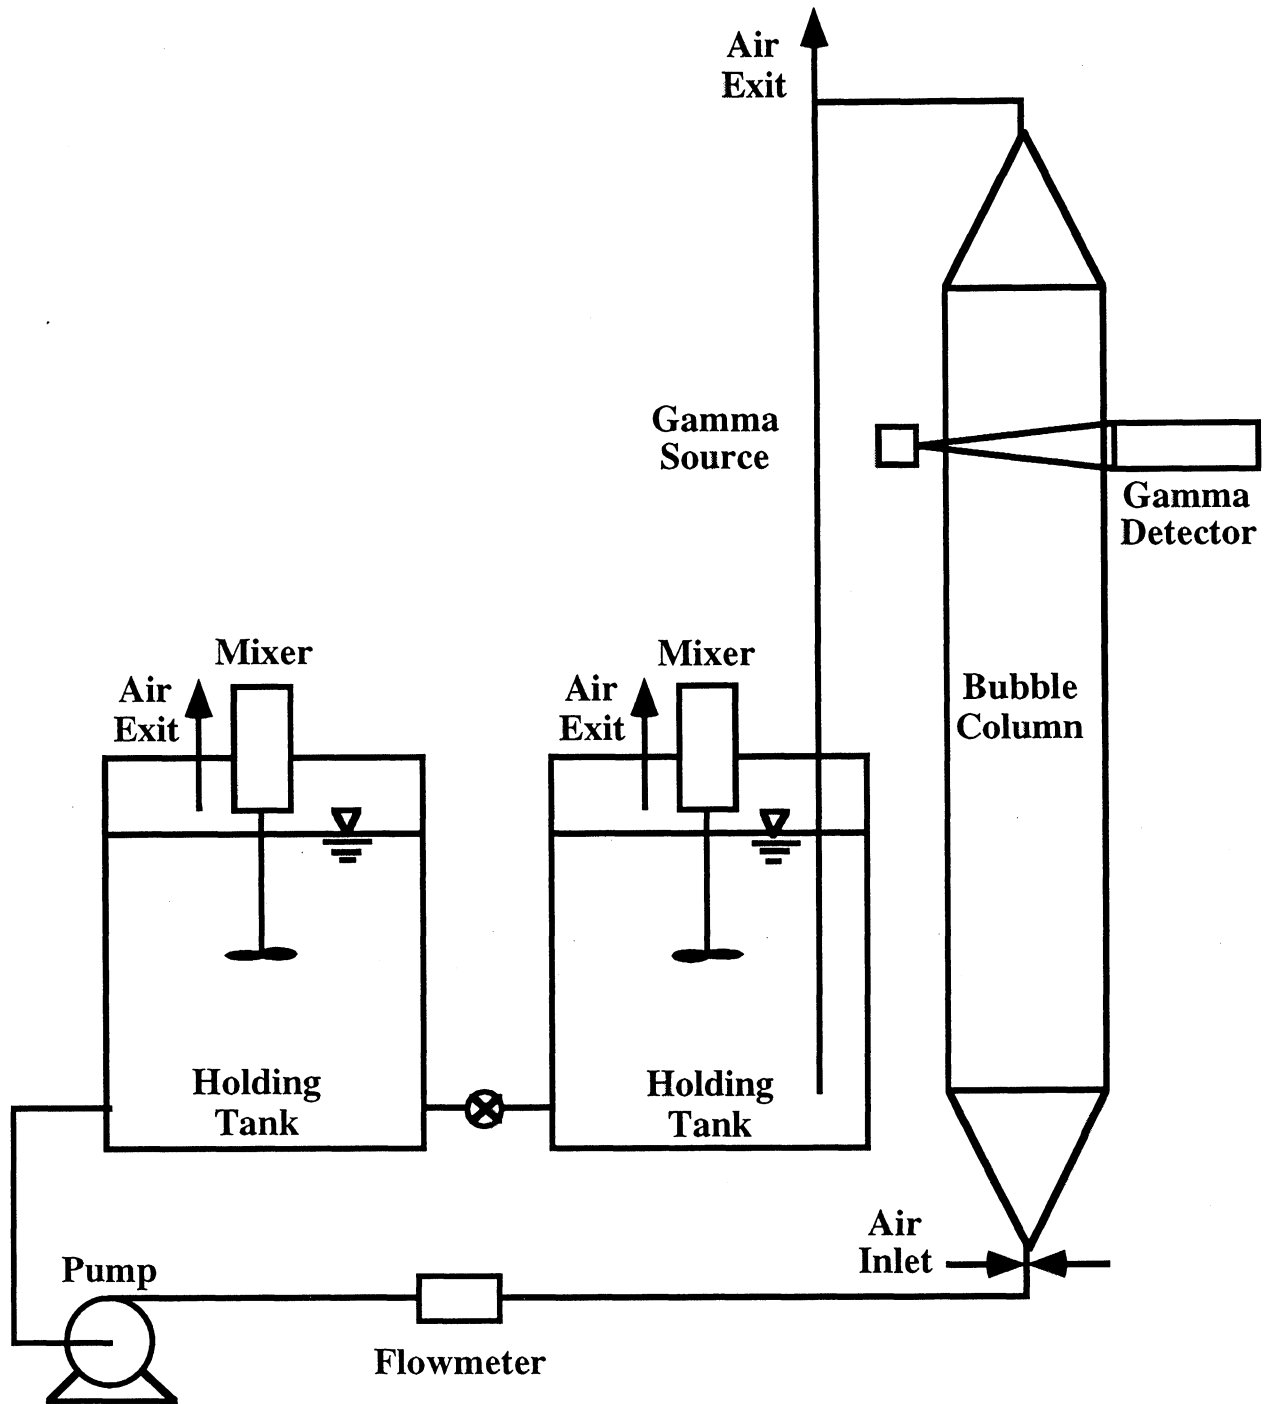 Air
Exit
Gamma
Source
Gamma
Detector
Mixer
Air
Exit
Mixer
Air
Exit
Bubble
Column
Holding
Tank
Holding
Tank
Air
Inlet
Pump
Flowmeter